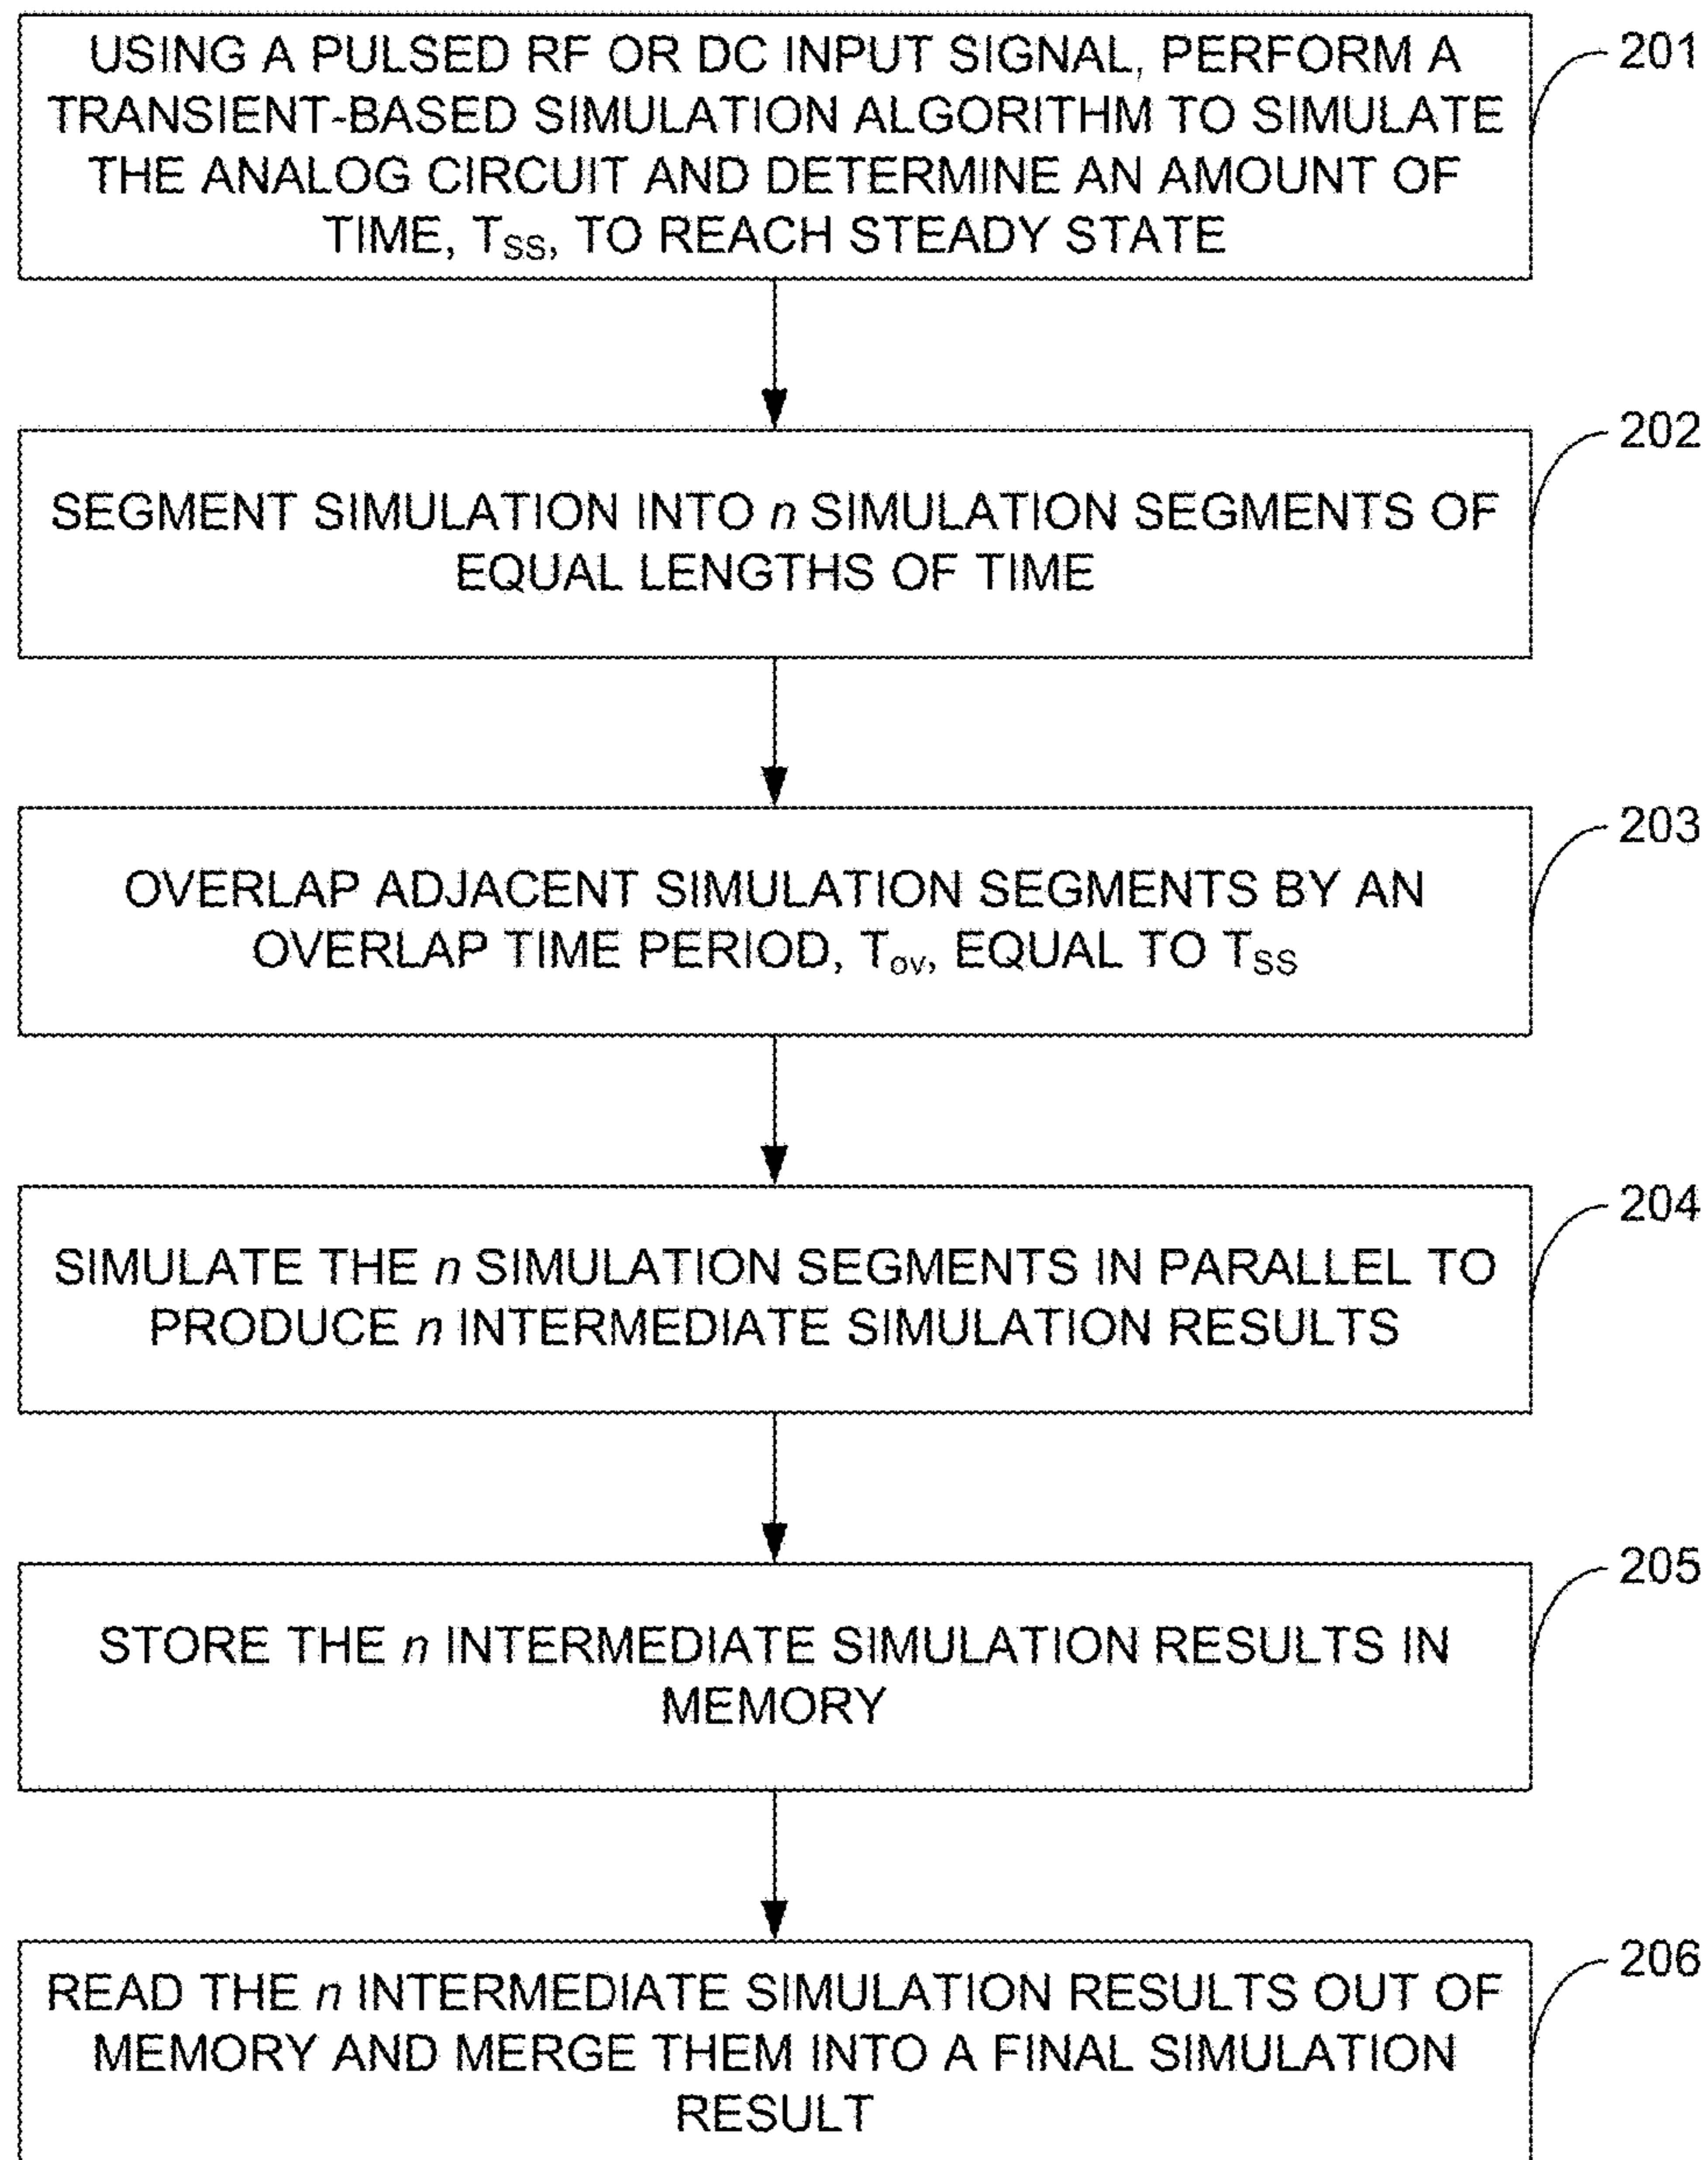 USING A PULSED RF OR DC INPUT SIGNAL, PERFORM A
TRANSIENT-BASED SIMULATION ALGORITHM TO SIMULATE
THE ANALOG CIRCUIT AND DETERMINE AN AMOUNT OF
TIME, TSS, TO REACH STEADY STATE
201
SEGMENT SIMULATION INTO n SIMULATION SEGMENTS OF
EQUAL LENGTHS OF TIME
202
OVERLAP ADJACENT SIMULATION SEGMENTS BY AN
OVERLAP TIME PERIOD, Tov, EQUAL TO TSS
203
SIMULATE THE n SIMULATION SEGMENTS IN PARALLEL TO
PRODUCE n INTERMEDIATE SIMULATION RESULTS
204
STORE THE n INTERMEDIATE SIMULATION RESULTS IN
MEMORY
205
READ THE n INTERMEDIATE SIMULATION RESULTS OUT OF
MEMORY AND MERGE THEM INTO A FINAL SIMULATION
RESULT
206